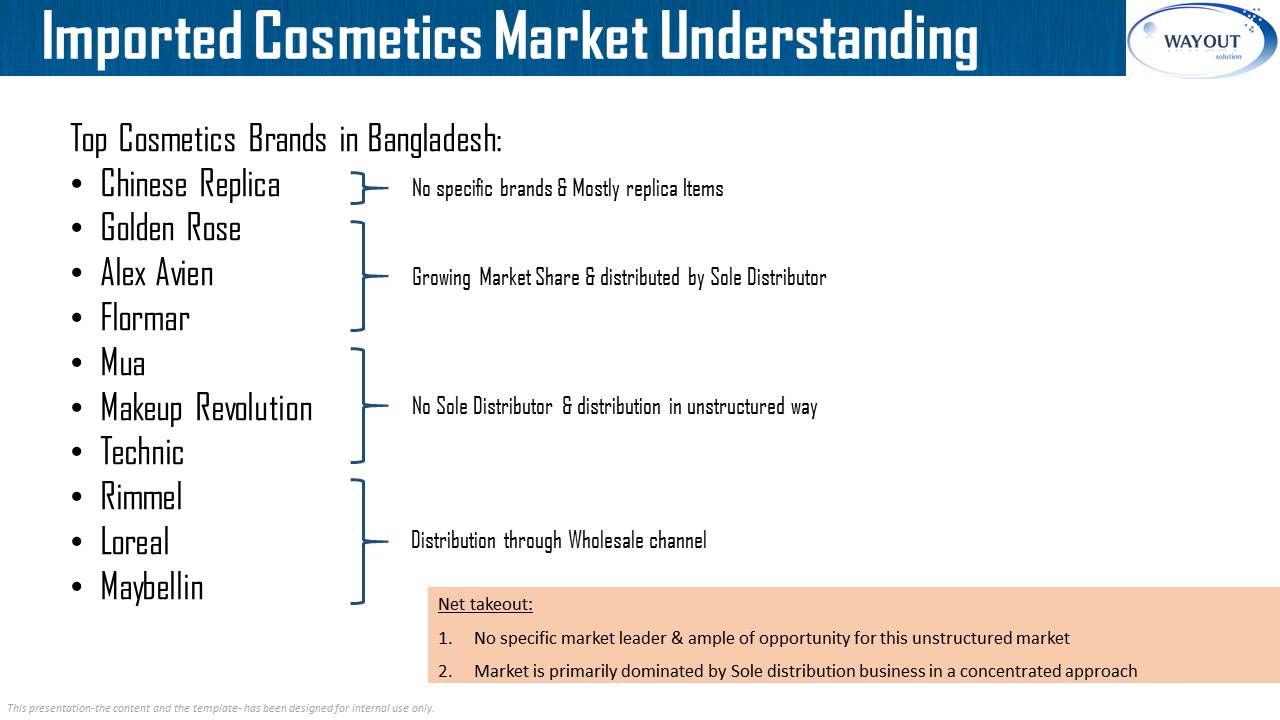 Imported Cosmetics Market Understanding
WAYOUT
solution
Top Cosmetics Brands in Bangladesh:
• Chinese Replica
No specific brands & Mostly replica Items
• Golden Rose
• Alex Avien
Growing Market Share & distributed by Sole Distributor
• Flormar
• Mua
• Makeup Revolution
No Sole Distributor & distribution in unstructured way
• Technic
• Rimmel
• Loreal
Distribution through Wholesale channel
• Maybellin
Net takeout:
1. No specific market leader & ample of opportunity for this unstructured market
2. Market is primarily dominated by Sole distribution business in a concentrated approach
This presentation-the content and the template- has been designed for internal use only.